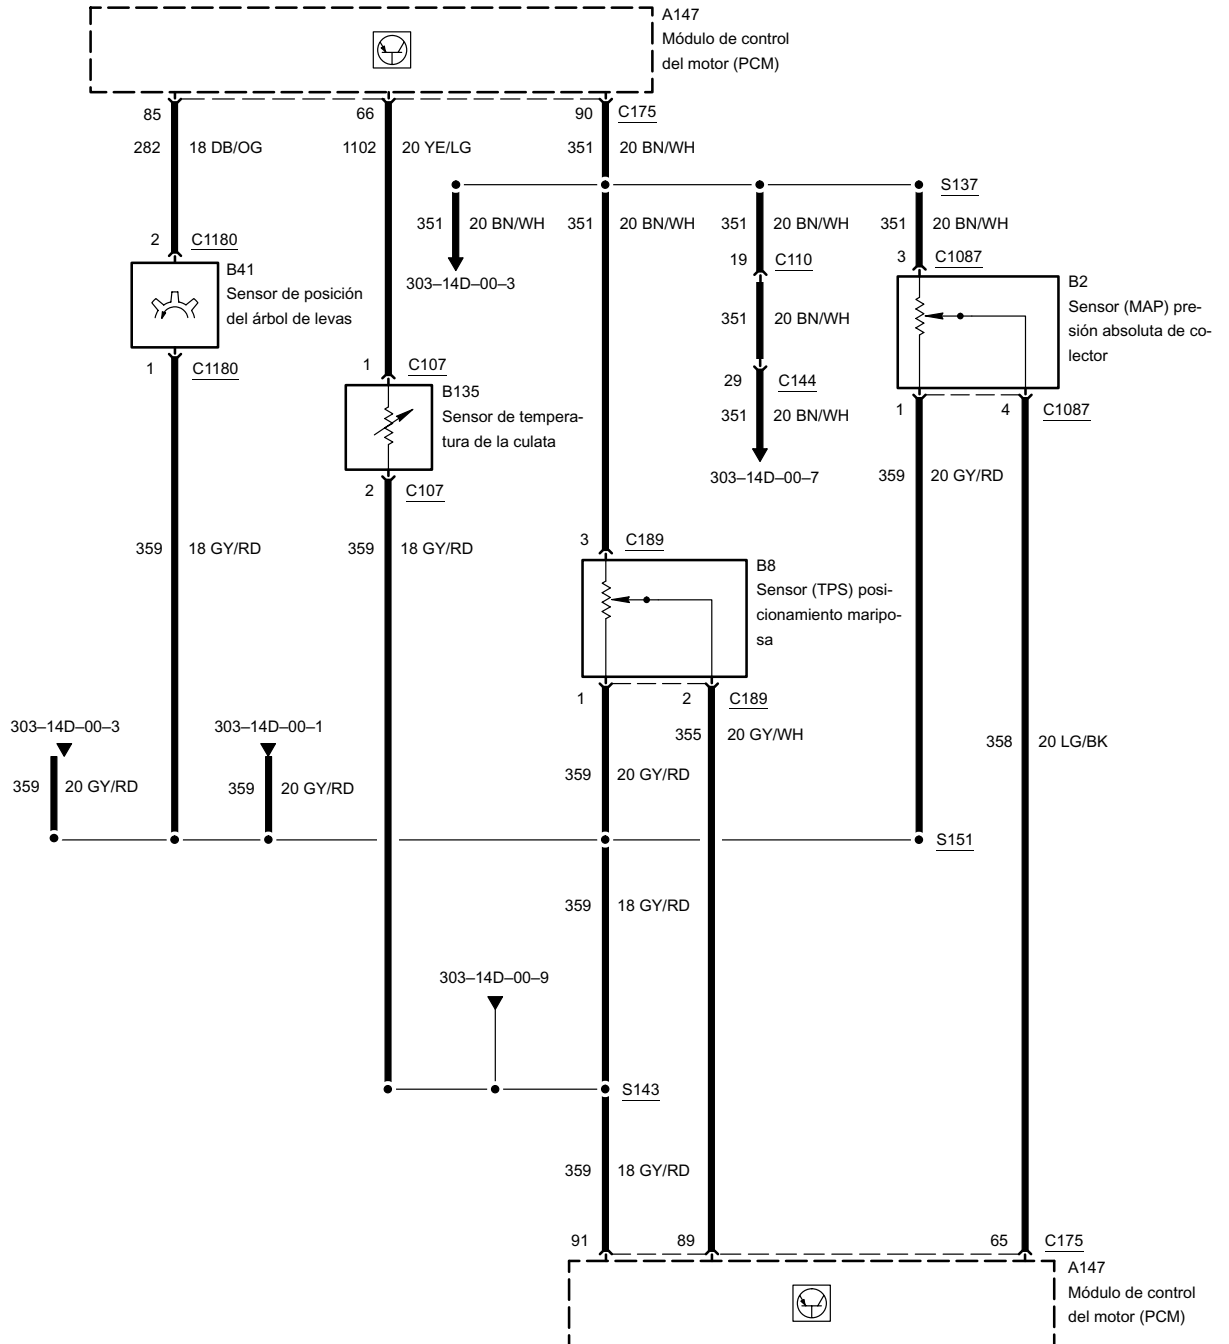 A147
Módulo de control
del motor (PCM)
85
66
90
C175
282
18 DB/OG
1102
20 YE/LG
351
20 BN/WH
S137
351
20 BN/WH
351
20 BN/WH
351
20 BN/WH
351
20 BN/WH
2
C1180
19
C110
3
C1087
B41
Sensor de posición
del árbol de levas
303–14D–00–3
B2
Sensor (MAP) pre-
sión absoluta de co-
lector
351
20 BN/WH
1
C1180
1
C107
29
C144
B135
Sensor de tempera-
tura de la culata
351
20 BN/WH
1
4
C1087
2
C107
303–14D–00–7
359
20 GY/RD
359
18 GY/RD
359
18 GY/RD
3
C189
B8
Sensor (TPS) posi-
cionamiento maripo-
sa
1
2
C189
303–14D–00–3
303–14D–00–1
355
20 GY/WH
358
20 LG/BK
359
20 GY/RD
359
20 GY/RD
359
20 GY/RD
S151
359
18 GY/RD
303–14D–00–9
S143
359
18 GY/RD
91
89
65
C175
A147
Módulo de control
del motor (PCM)